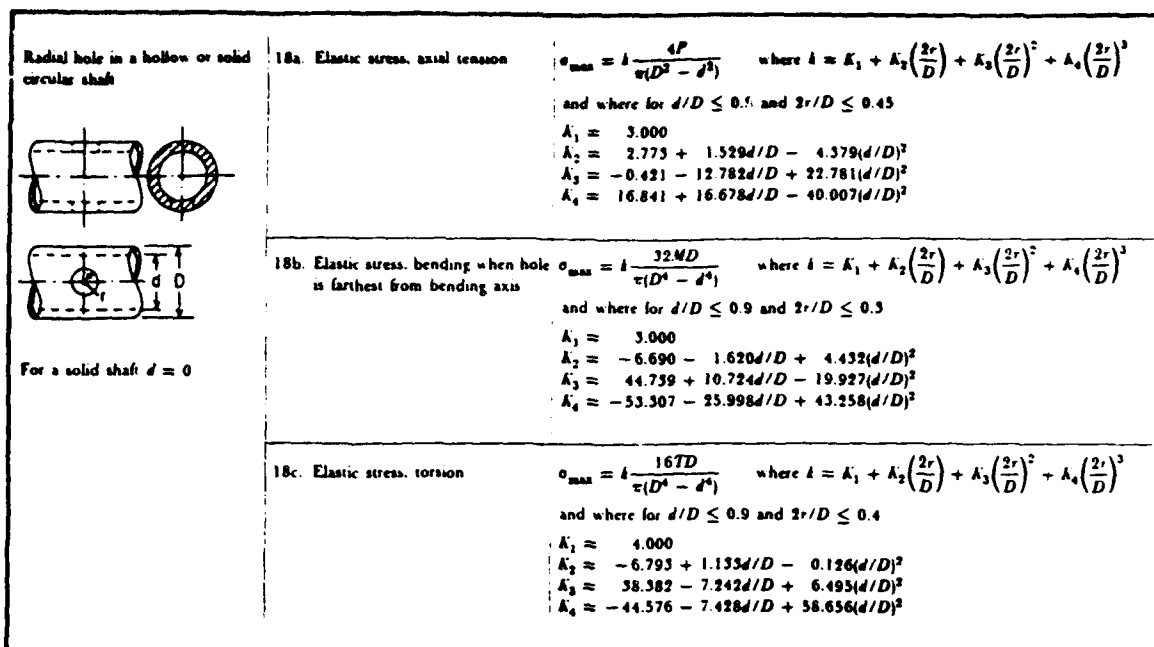 Radial hole in a hollow or solid
circular shaft
r
d
D
For a solid shaft d = 0
18a. Elastic stress, axial tension
σmax = k 4P / π(D² − d²) where k = K₁ + K₂(2r/D) + K₃(2r/D)² + K₄(2r/D)³
and where for d/D ≤ 0.9 and 2r/D ≤ 0.45
K₁ = 3.000
K₂ = 2.773 + 1.529d/D − 4.379(d/D)²
K₃ = −0.421 − 12.782d/D + 22.781(d/D)²
K₄ = 16.841 + 16.678d/D − 40.007(d/D)²
18b. Elastic stress, bending when hole
is farthest from bending axis
σmax = k 32MD / π(D⁴ − d⁴) where k = K₁ + K₂(2r/D) + K₃(2r/D)² + K₄(2r/D)³
and where for d/D ≤ 0.9 and 2r/D ≤ 0.3
K₁ = 3.000
K₂ = −6.690 − 1.620d/D + 4.432(d/D)²
K₃ = 44.739 + 10.724d/D − 19.927(d/D)²
K₄ = −53.307 − 25.998d/D + 43.258(d/D)²
18c. Elastic stress, torsion
σmax = k 16TD / π(D⁴ − d⁴) where k = K₁ + K₂(2r/D) + K₃(2r/D)² + K₄(2r/D)³
and where for d/D ≤ 0.9 and 2r/D ≤ 0.4
K₁ = 4.000
K₂ = −6.793 + 1.133d/D − 0.126(d/D)²
K₃ = 38.382 − 7.242d/D + 6.495(d/D)²
K₄ = −44.576 − 7.428d/D + 58.656(d/D)²